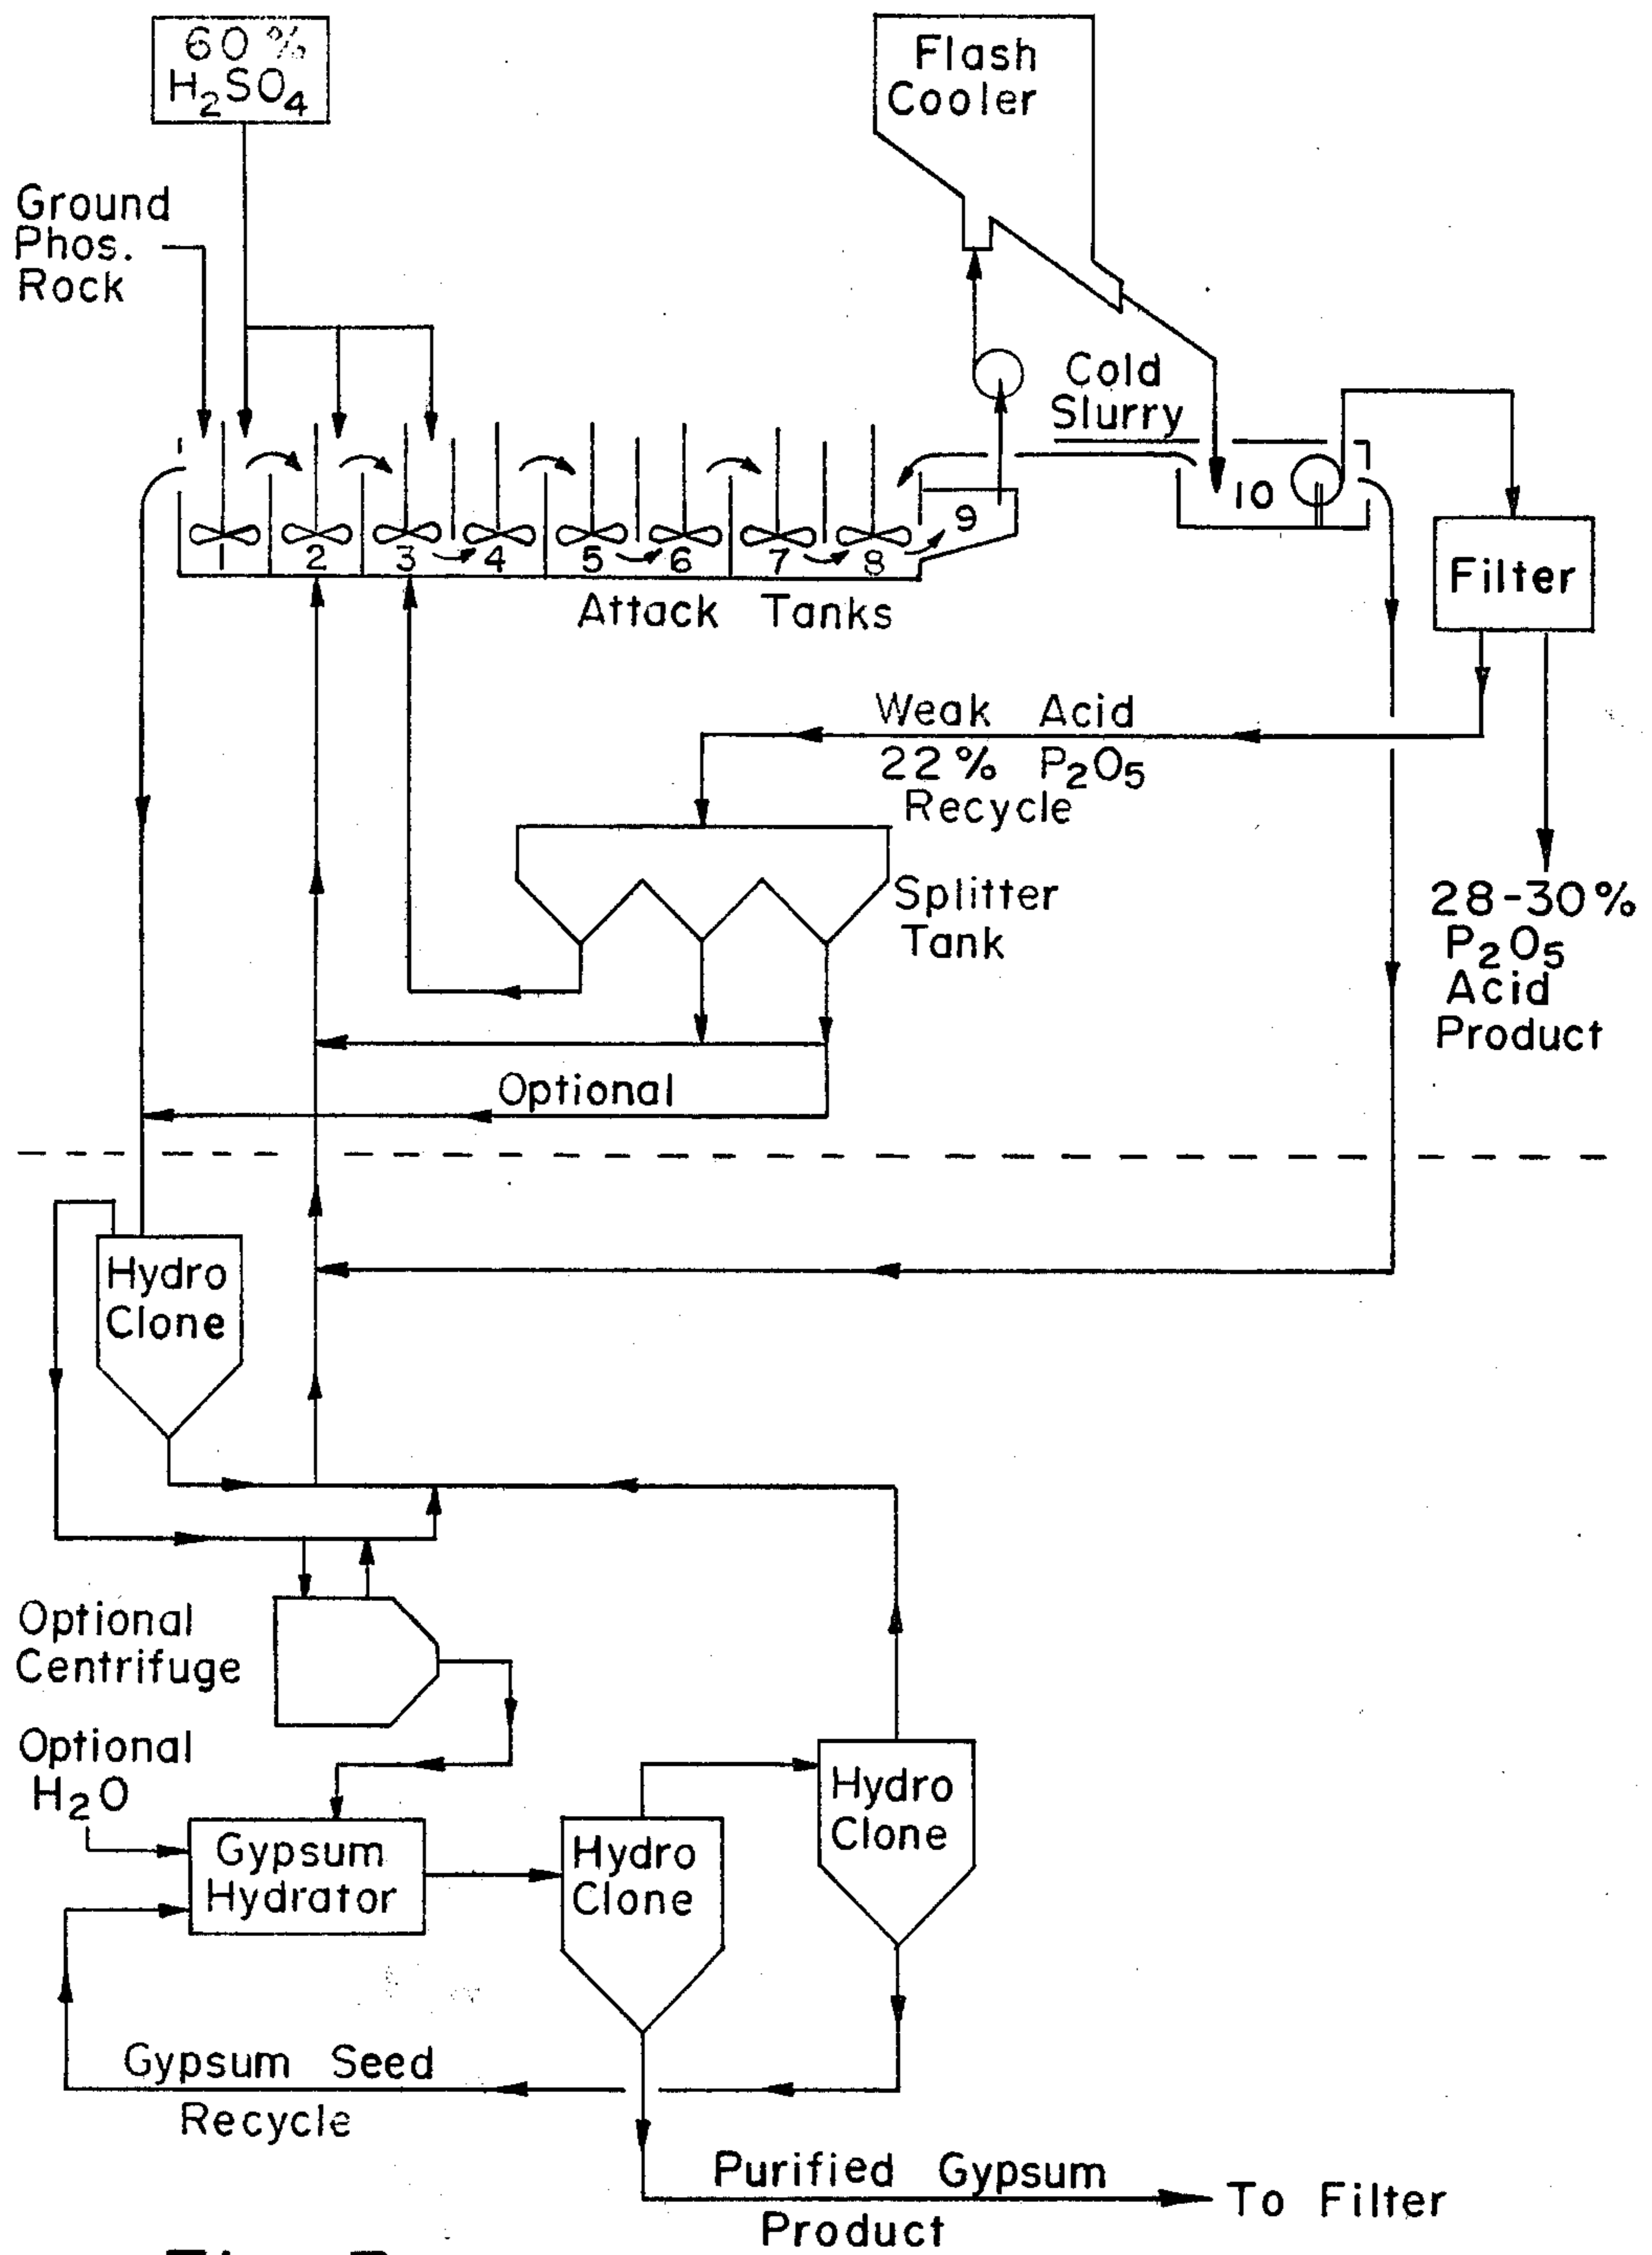 60%
H2SO4
Flash
Cooler
Ground
Phos.
Rock
Cold
Slurry
1
2
3
4
5
6
7
8
9
10
Filter
Attack Tanks
Weak Acid
22% P2O5
Recycle
Splitter
Tank
28-30%
P2O5
Acid
Product
Optional
Hydro
Clone
Optional
Centrifuge
Optional
H2O
Gypsum
Hydrator
Hydro
Clone
Hydro
Clone
Gypsum Seed
Recycle
Purified Gypsum
Product
To Filter